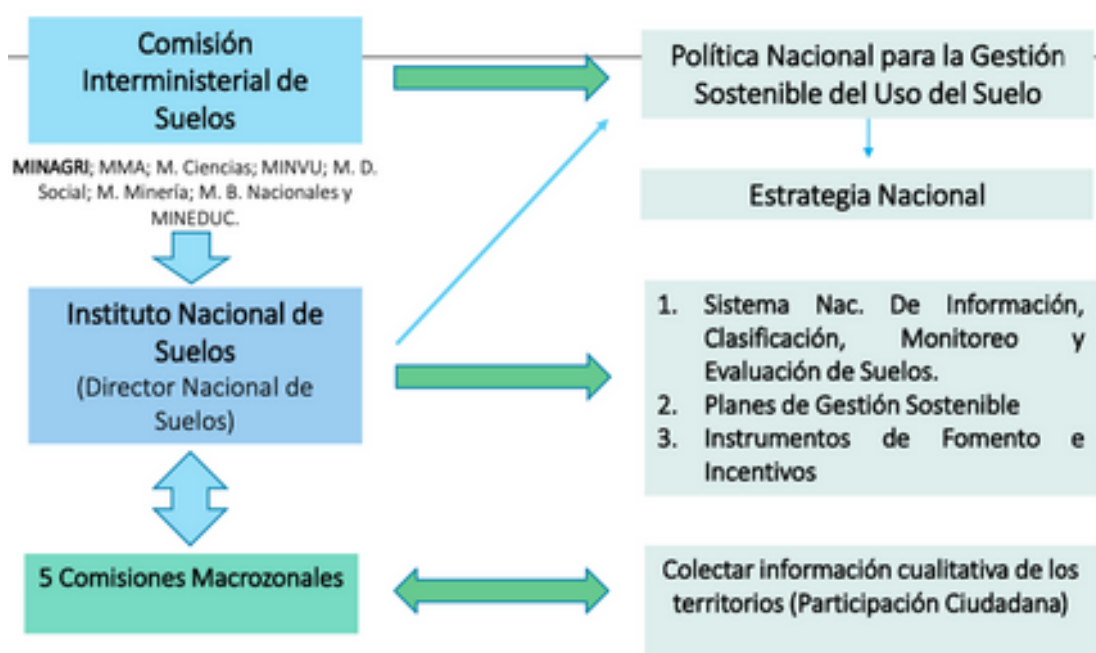 Comisión
Interministerial de
Suelos
MINAGRI; MMA; M. Ciencias; MINVU; M. D.
Social; M. Minería; M. B. Nacionales y
MINEDUC.
Instituto Nacional de
Suelos
(Director Nacional de
Suelos)
5 Comisiones Macrozonales
Política Nacional para la Gestión
Sostenible del Uso del Suelo
Estrategia Nacional
1. Sistema Nac. De Información,
Clasificación, Monitoreo y
Evaluación de Suelos.
2. Planes de Gestión Sostenible
3. Instrumentos de Fomento e
Incentivos
Colectar información cualitativa de los
territorios (Participación Ciudadana)